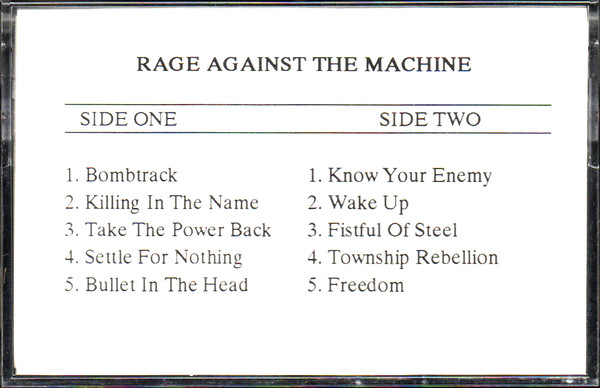 RAGE AGAINST THE MACHINE
SIDE ONE
1. Bombtrack
2. Killing In The Name
3. Take The Power Back
4. Settle For Nothing
5. Bullet In The Head
SIDE TWO
1. Know Your Enemy
2. Wake Up
3. Fistful Of Steel
4. Township Rebellion
5. Freedom